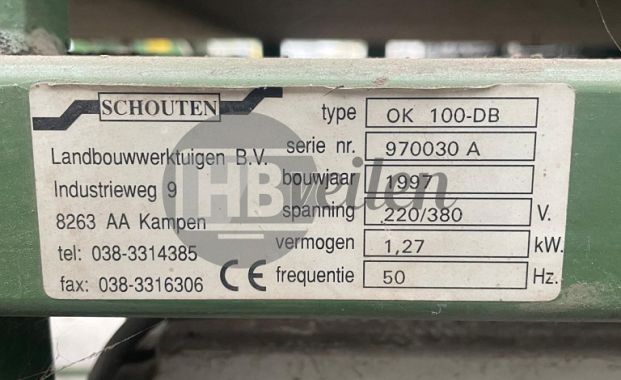 SCHOUTEN
Landbouwwerktuigen B.V.
Industrieweg 9
8263 AA Kampen
tel: 038-3314385
fax: 038-3316306
CE
type OK 100-DB
serie nr. 970030 A
bouwjaar 1997
spanning 220/380 V.
vermogen 1,27 kW.
frequentie 50 Hz.
HBveilen